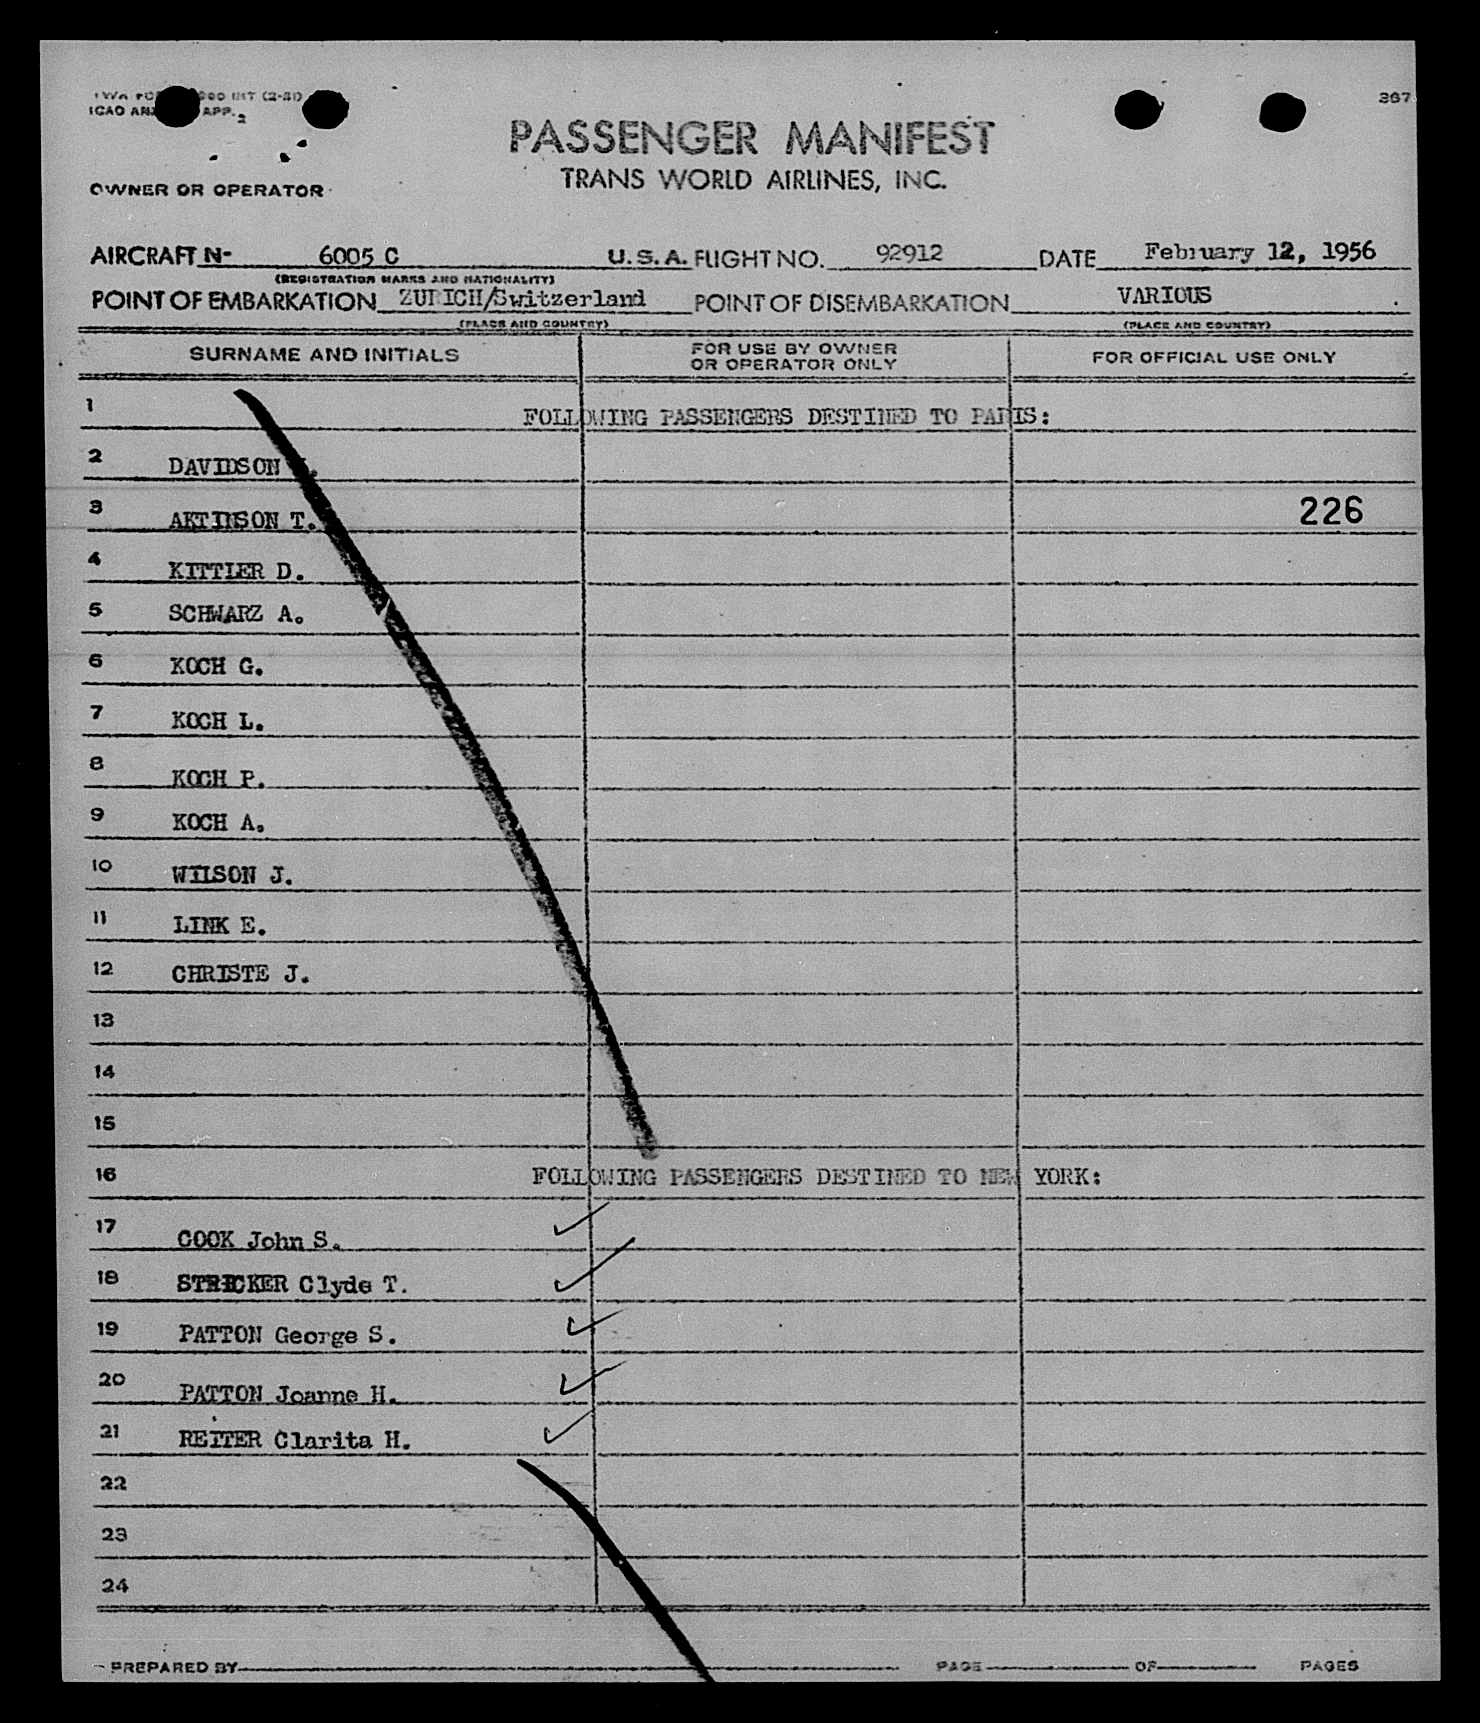 ICAO APP. 2
367
PASSENGER MANIFEST
TRANS WORLD AIRLINES, INC.
OWNER OR OPERATOR
AIRCRAFT N- 6005 C U.S.A. FLIGHT NO. 92912 DATE February 12, 1956
(REGISTRATION MARKS AND NATIONALITY)
POINT OF EMBARKATION ZURICH/Switzerland POINT OF DISEMBARKATION VARIOUS
(PLACE AND COUNTRY) (PLACE AND COUNTRY)
SURNAME AND INITIALS FOR USE BY OWNER OR OPERATOR ONLY FOR OFFICIAL USE ONLY
1 FOLLOWING PASSENGERS DESTINED TO PARIS:
2 DAVIDSON
3 T. 226
4 KITTLER D.
5 SCHWARZ A.
6 KOCH G.
7 KOCH L.
8 KOCH P.
9 KOCH A.
10 WILSON J.
11 LINK E.
12 CHRISTE J.
13
14
15
16 FOLLOWING PASSENGERS DESTINED TO NEW YORK:
17 COOK John S.
18 STRICKER Clyde T.
19 PATTON George S.
20 PATTON Joanne H.
21 REITER Clarita H.
22
23
24
PREPARED BY PAGE OF PAGES